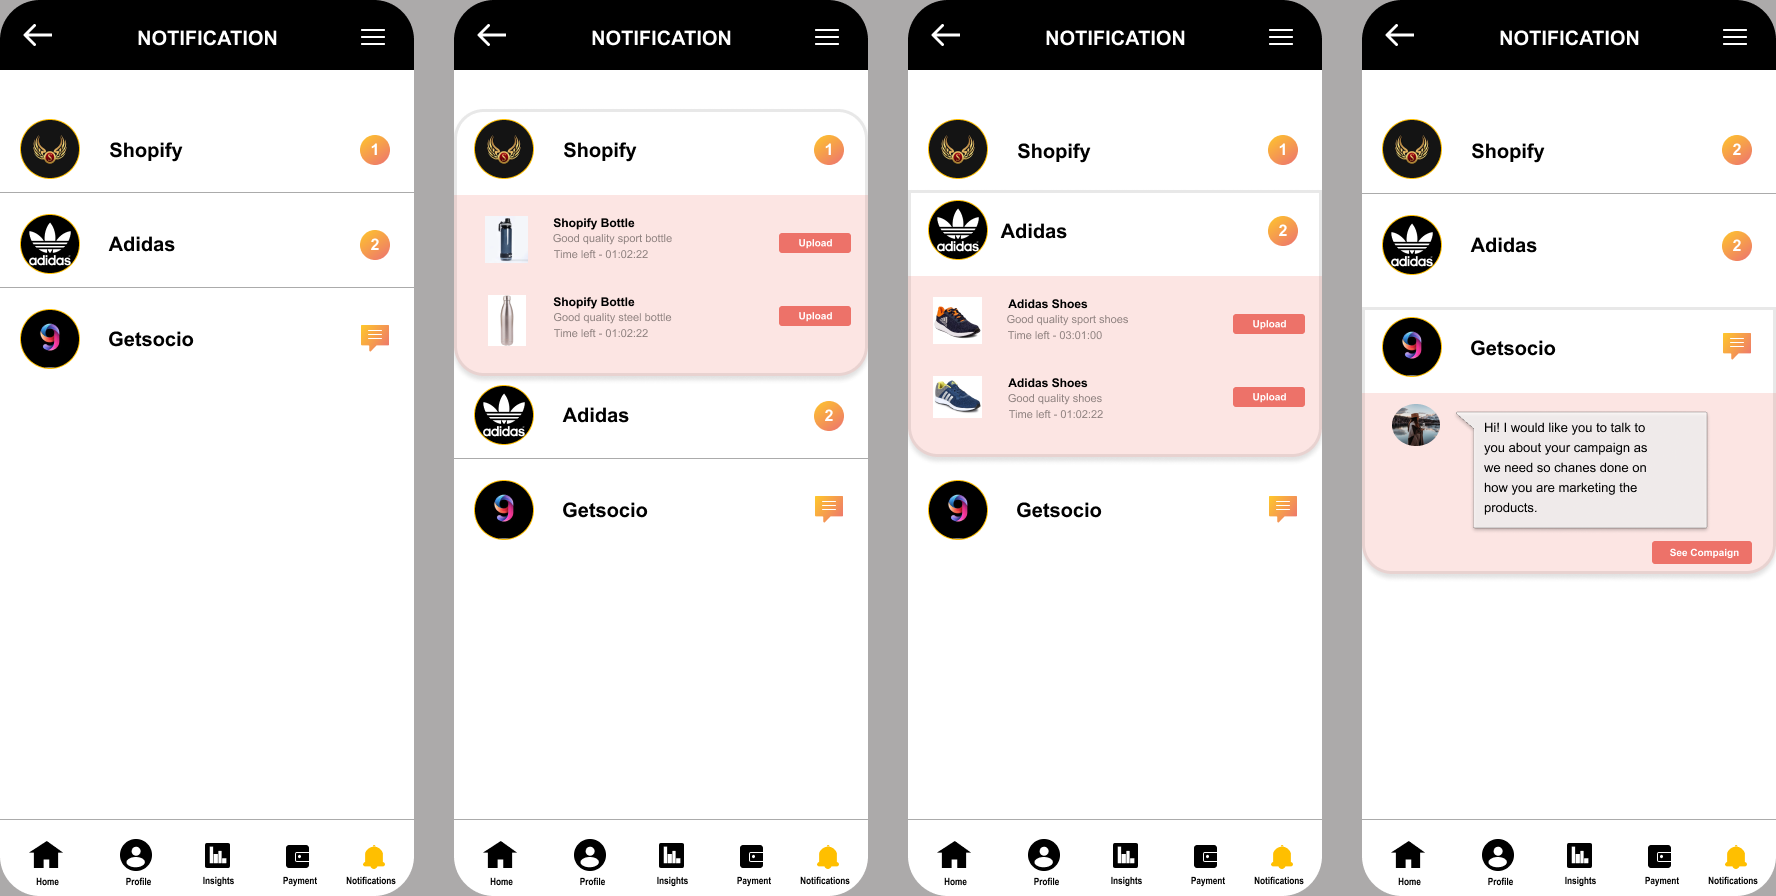 NOTIFICATION
Shopify
1
adidas
Adidas
2
Getsocio
Home
Profile
Insights
Payment
Notifications
NOTIFICATION
Shopify
1
Shopify Bottle
Good quality sport bottle
Time left - 01:02:22
Upload
Shopify Bottle
Good quality steel bottle
Time left - 01:02:22
Upload
adidas
Adidas
2
Getsocio
Home
Profile
Insights
Payment
Notifications
NOTIFICATION
Shopify
1
adidas
Adidas
2
Adidas Shoes
Good quality sport shoes
Time left - 03:01:00
Upload
Adidas Shoes
Good quality shoes
Time left - 01:02:22
Upload
Getsocio
Home
Profile
Insights
Payment
Notifications
NOTIFICATION
Shopify
2
adidas
Adidas
2
Getsocio
Hi! I would like you to talk to
you about your campaign as
we need so chanes done on
how you are marketing the
products.
See Compaign
Home
Profile
Insights
Payment
Notifications